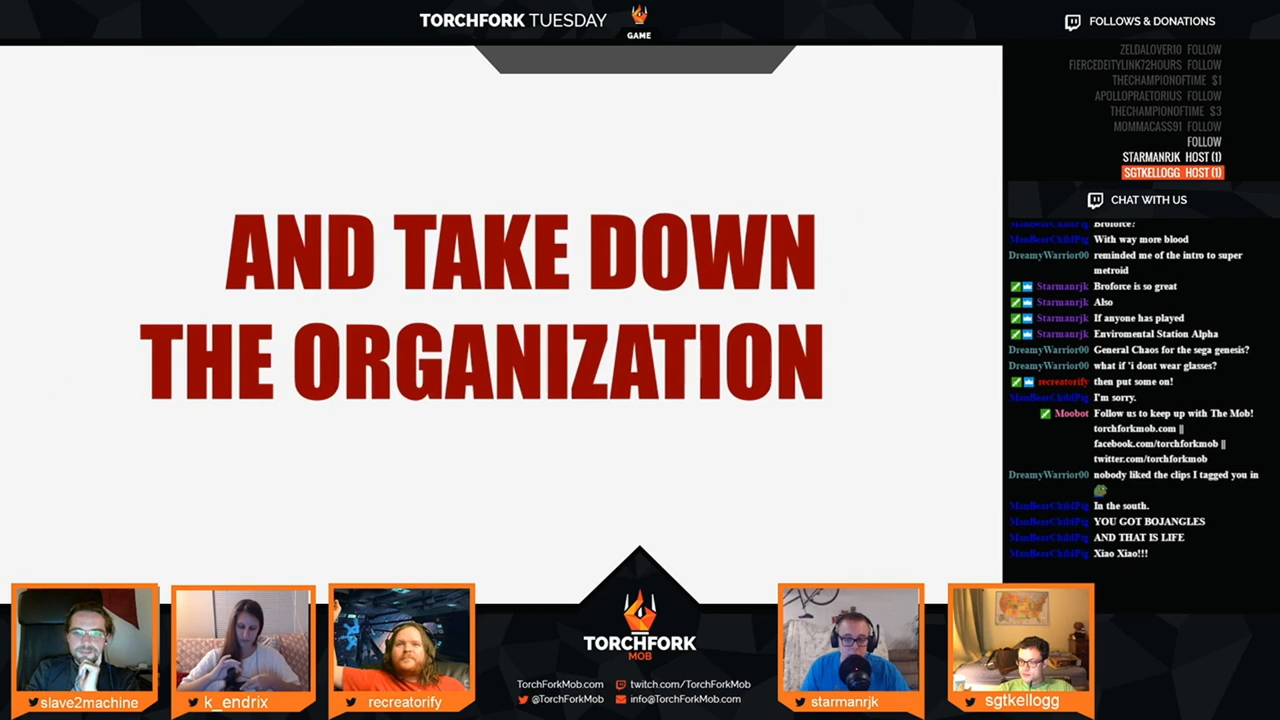 TORCHFORK TUESDAY
GAME
FOLLOWS & DONATIONS
AND TAKE DOWN
THE ORGANIZATION
ZELDALOVER10 FOLLOW
FIERCEDEITYLINK72HOURS FOLLOW
THECHAMPIONOFTIME $1
APOLLOPRAETORIUS FOLLOW
THECHAMPIONOFTIME $3
MOMMACASS91 FOLLOW
FOLLOW
STARMANRJK HOST (1)
SGTKELLOGG HOST (1)
CHAT WITH US
ManBearChildPig Broforce?
ManBearChildPig With way more blood
DreamyWarrior00 reminded me of the intro to super
metroid
Starmanrjk Broforce is so great
Starmanrjk Also
Starmanrjk If anyone has played
Starmanrjk Enviromental Station Alpha
DreamyWarrior00 General Chaos for the sega genesis?
DreamyWarrior00 what if 'i dont wear glasses?
recreatorify then put some on!
ManBearChildPig I'm sorry.
Moobot Follow us to keep up with The Mob!
torchforkmob.com ||
facebook.com/torchforkmob ||
twitter.com/torchforkmob
DreamyWarrior00 nobody liked the clips I tagged you in
ManBearChildPig In the south.
ManBearChildPig YOU GOT BOJANGLES
ManBearChildPig AND THAT IS LIFE
ManBearChildPig Xiao Xiao!!!
slave2machine
k_endrix
recreatorify
TORCHFORK
MOB
TorchForkMob.com twitch.com/TorchForkMob
@TorchForkMob info@TorchForkMob.com
starmanrjk
sgtkellogg